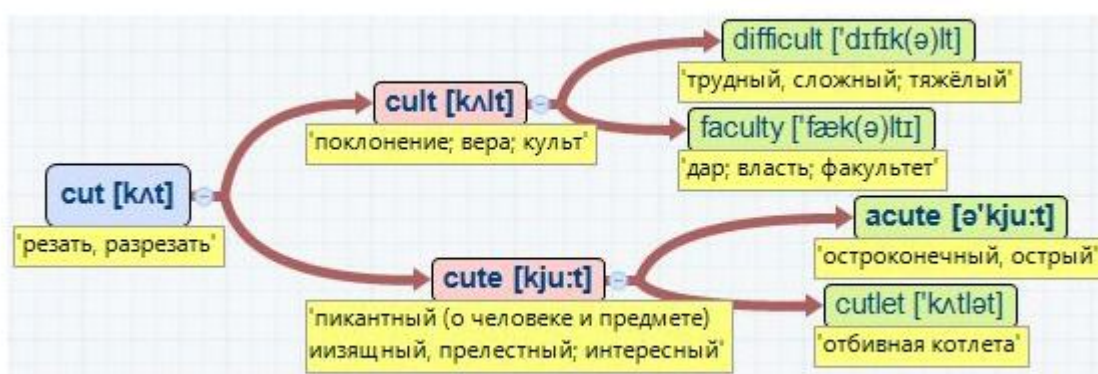 difficult ['dɪfɪk(ə)lt]
'трудный, сложный; тяжёлый'
cult [kʌlt]
'поклонение; вера; культ'
faculty ['fæk(ə)ltɪ]
'дар; власть; факультет'
cut [kʌt]
'резать, разрезать'
acute [ə'kju:t]
'остроконечный, острый'
cute [kju:t]
'пикантный (о человеке и предмете)
иизящный, прелестный; интересный'
cutlet ['kʌtlət]
'отбивная котлета'